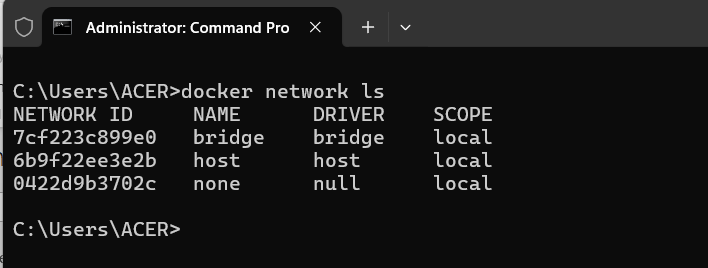 Administrator: Command Pro
C:\Users\ACER>docker network ls
NETWORK ID     NAME      DRIVER    SCOPE
7cf223c899e0   bridge    bridge    local
6b9f22ee3e2b   host      host      local
0422d9b3702c   none      null      local
C:\Users\ACER>